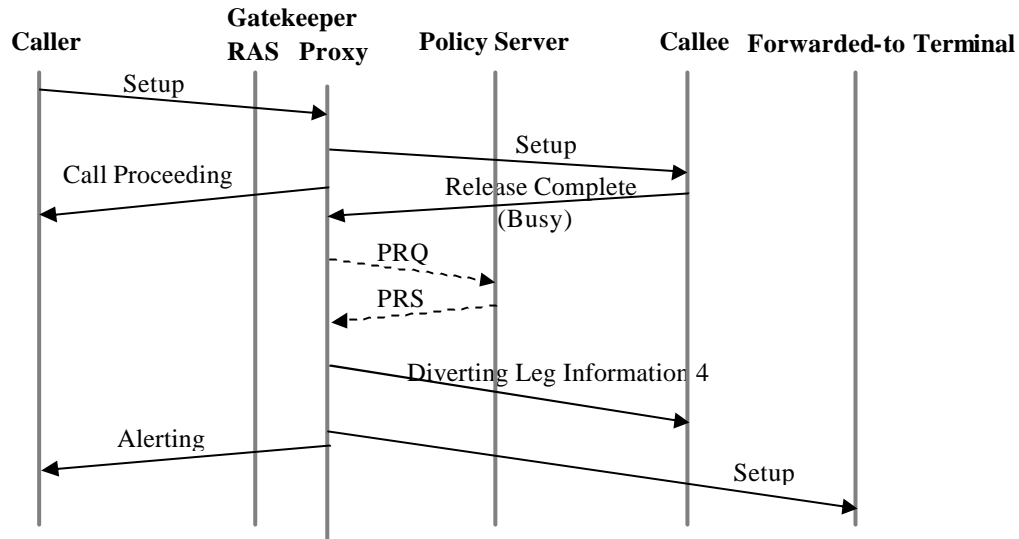 Gatekeeper
Caller
RAS Proxy
Policy Server
Callee
Forwarded-to Terminal
Setup
Setup
Call Proceeding
Release Complete
(Busy)
PRQ
PRS
Diverting Leg Information 4
Alerting
Setup